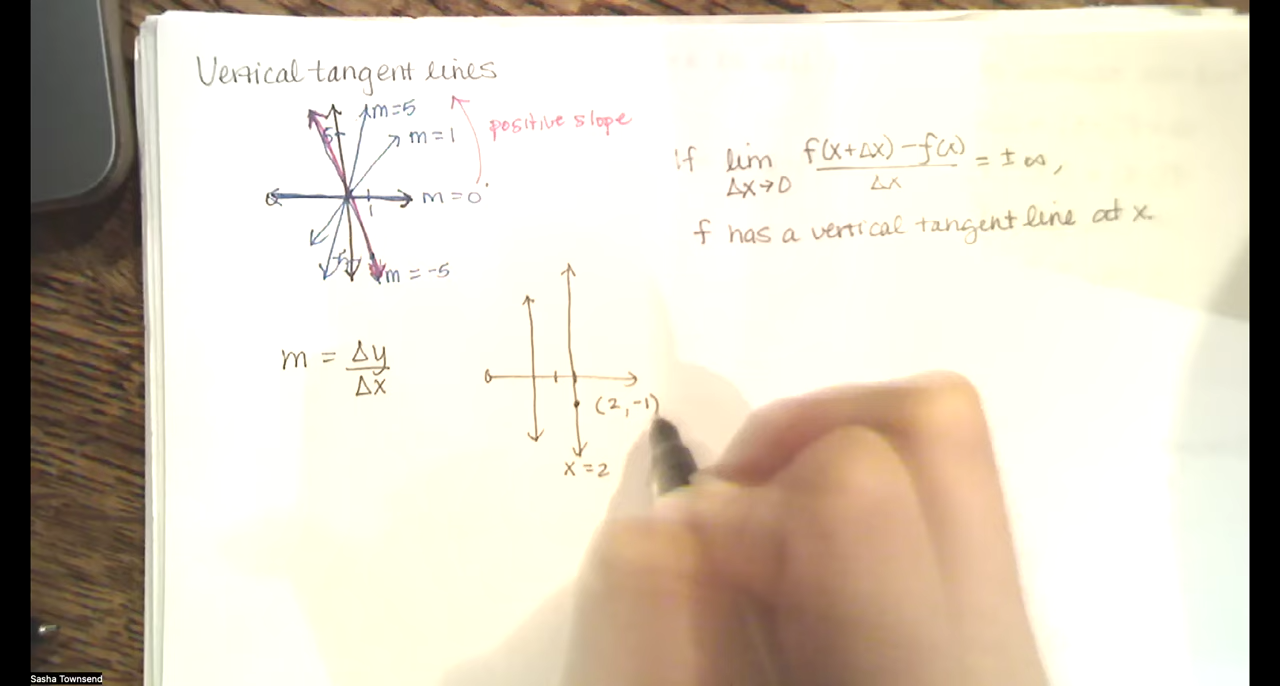 Vertical tangent lines
m=5
m=1
positive slope
5
m=0
1
m=-5
If lim Δx→0 f(x+Δx)-f(x) / Δx = ±∞,
f has a vertical tangent line at x.
m = Δy/Δx
(2,-1)
x=2
Sasha Townsend